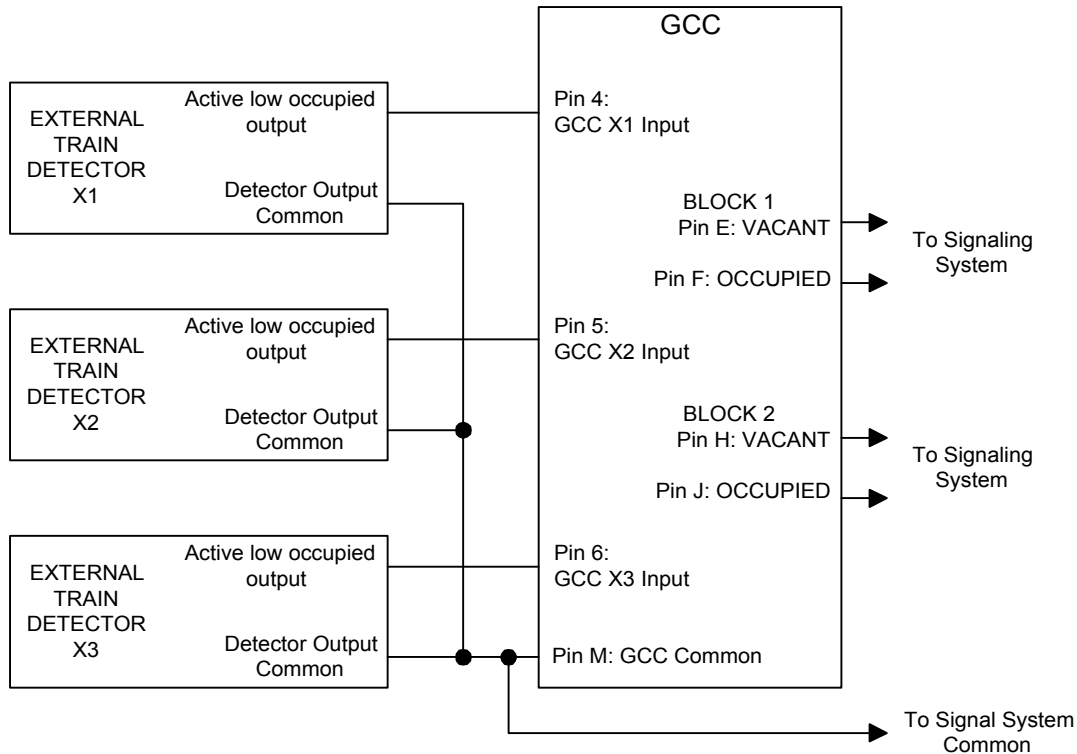 GCC
EXTERNAL
TRAIN
DETECTOR
X1
Active low occupied
output
Detector Output
Common
Pin 4:
GCC X1 Input
BLOCK 1
Pin E: VACANT
Pin F: OCCUPIED
To Signaling
System
EXTERNAL
TRAIN
DETECTOR
X2
Active low occupied
output
Detector Output
Common
Pin 5:
GCC X2 Input
BLOCK 2
Pin H: VACANT
Pin J: OCCUPIED
To Signaling
System
EXTERNAL
TRAIN
DETECTOR
X3
Active low occupied
output
Detector Output
Common
Pin 6:
GCC X3 Input
Pin M: GCC Common
To Signal System
Common